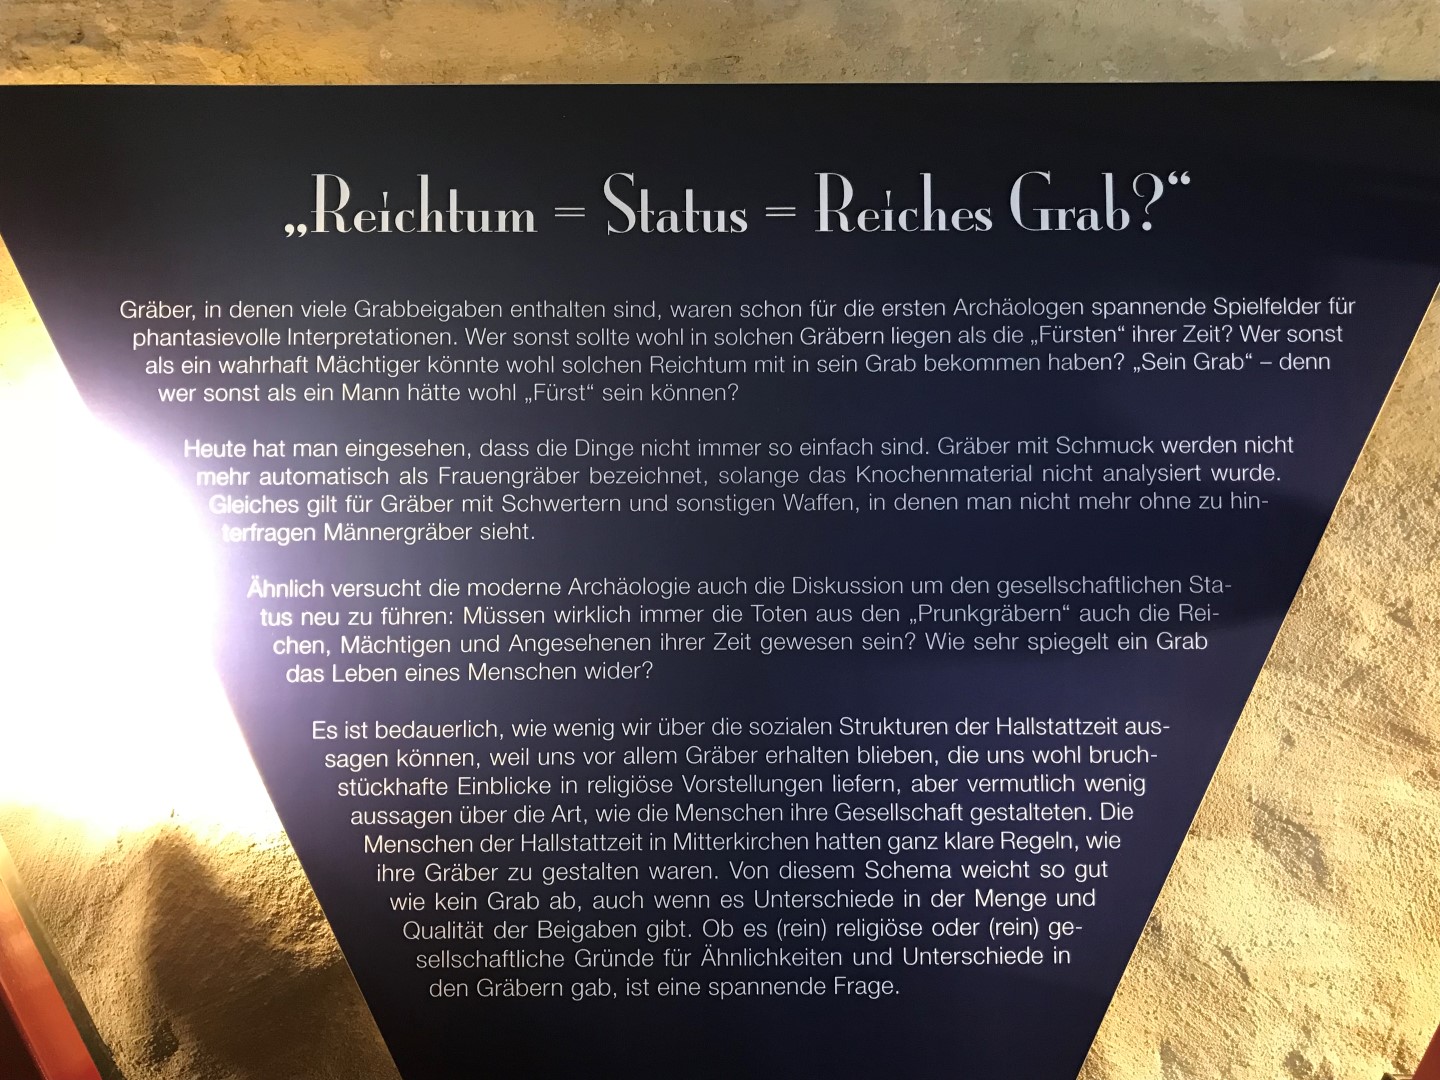 „Reichtum = Status = Reiches Grab?“
Gräber, in denen viele Grabbeigaben enthalten sind, waren schon für die ersten Archäologen spannende Spielfelder für
phantasievolle Interpretationen. Wer sonst sollte wohl in solchen Gräbern liegen als die „Fürsten“ ihrer Zeit? Wer sonst
als ein wahrhaft Mächtiger könnte wohl solchen Reichtum mit in sein Grab bekommen haben? „Sein Grab“ – denn
wer sonst als ein Mann hätte wohl „Fürst“ sein können?
Heute hat man eingesehen, dass die Dinge nicht immer so einfach sind. Gräber mit Schmuck werden nicht
mehr automatisch als Frauengräber bezeichnet, solange das Knochenmaterial nicht analysiert wurde.
Gleiches gilt für Gräber mit Schwertern und sonstigen Waffen, in denen man nicht mehr ohne zu hin-
terfragen Männergräber sieht.
Ähnlich versucht die moderne Archäologie auch die Diskussion um den gesellschaftlichen Sta-
tus neu zu führen: Müssen wirklich immer die Toten aus den „Prunkgräbern“ auch die Rei-
chen, Mächtigen und Angesehenen ihrer Zeit gewesen sein? Wie sehr spiegelt ein Grab
das Leben eines Menschen wider?
Es ist bedauerlich, wie wenig wir über die sozialen Strukturen der Hallstattzeit aus-
sagen können, weil uns vor allem Gräber erhalten blieben, die uns wohl bruch-
stückhafte Einblicke in religiöse Vorstellungen liefern, aber vermutlich wenig
aussagen über die Art, wie die Menschen ihre Gesellschaft gestalteten. Die
Menschen der Hallstattzeit in Mitterkirchen hatten ganz klare Regeln, wie
ihre Gräber zu gestalten waren. Von diesem Schema weicht so gut
wie kein Grab ab, auch wenn es Unterschiede in der Menge und
Qualität der Beigaben gibt. Ob es (rein) religiöse oder (rein) ge-
sellschaftliche Gründe für Ähnlichkeiten und Unterschiede in
den Gräbern gab, ist eine spannende Frage.